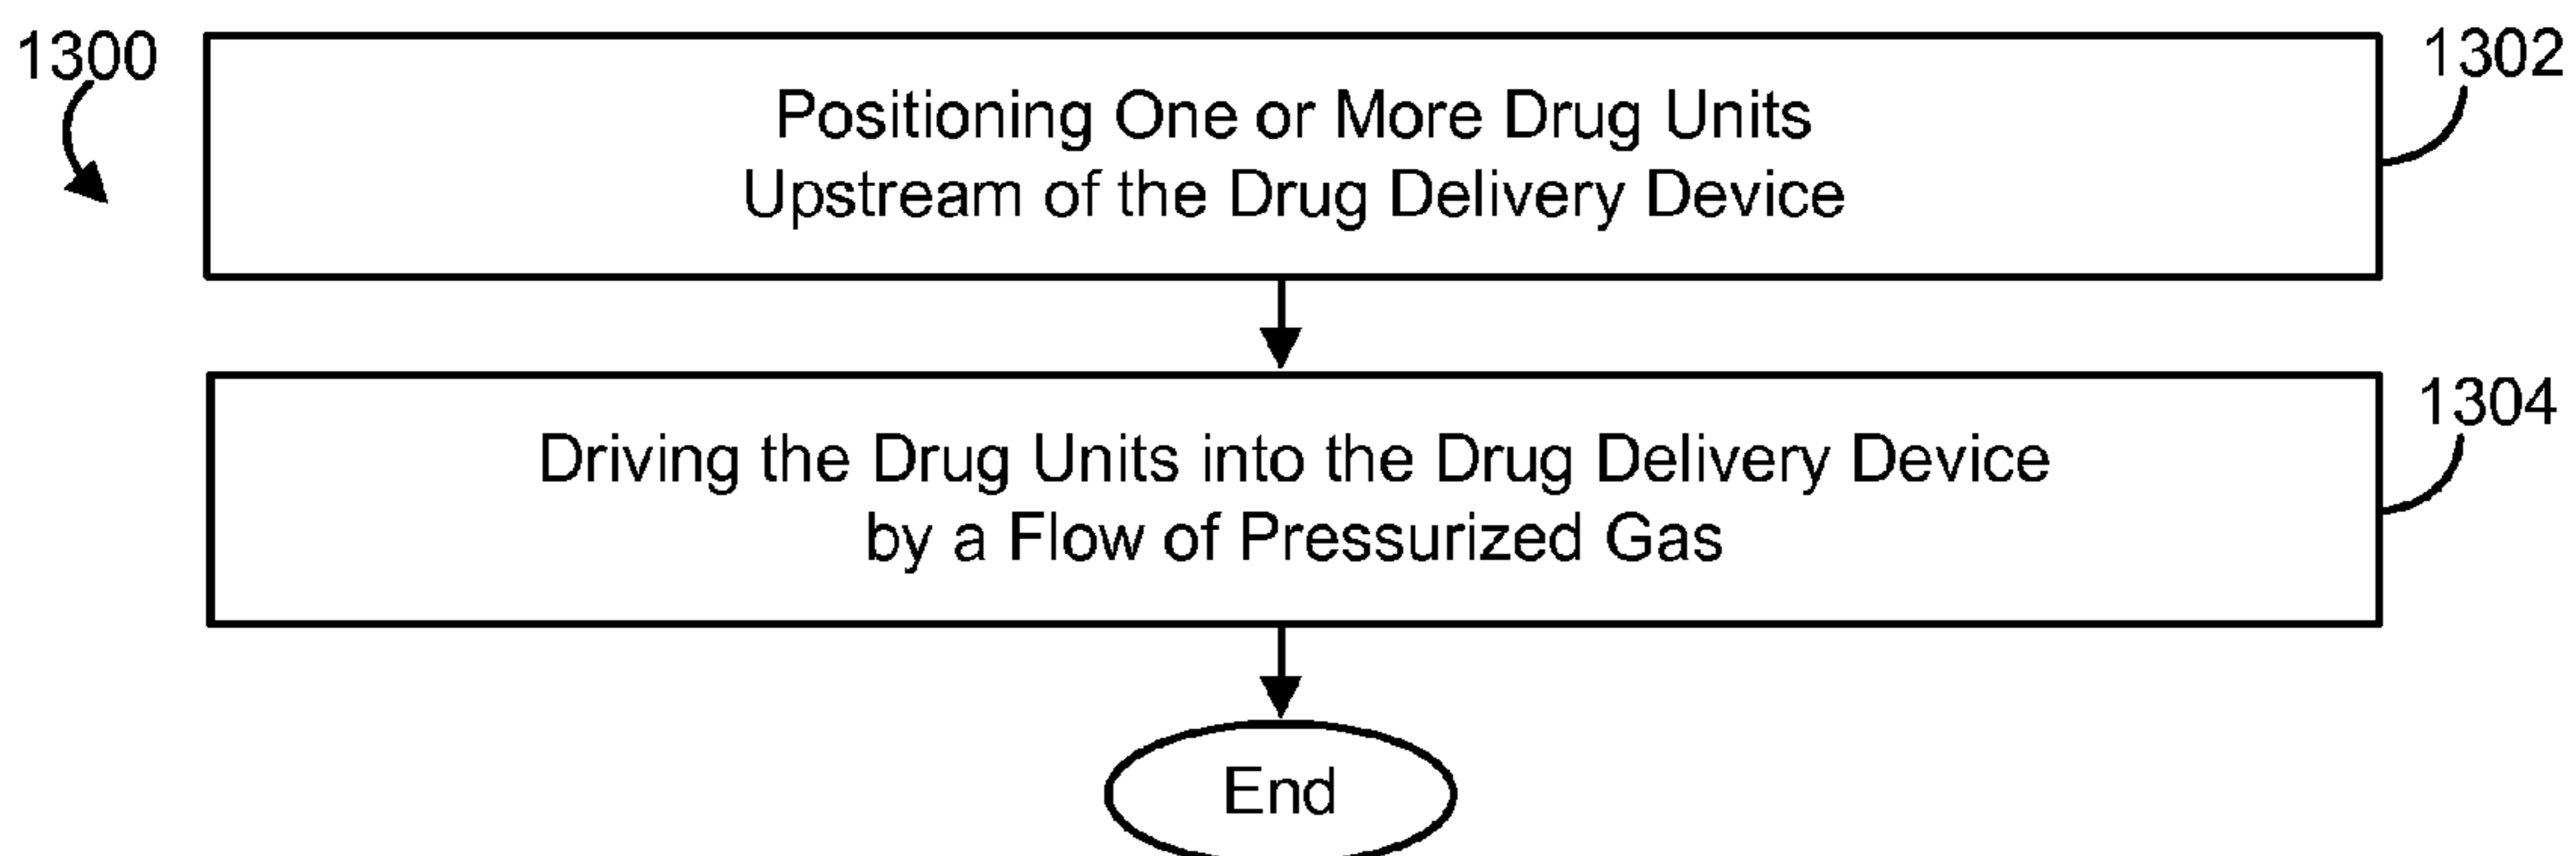 1300
1302
Positioning One or More Drug Units
Upstream of the Drug Delivery Device
1304
Driving the Drug Units into the Drug Delivery Device
by a Flow of Pressurized Gas
End